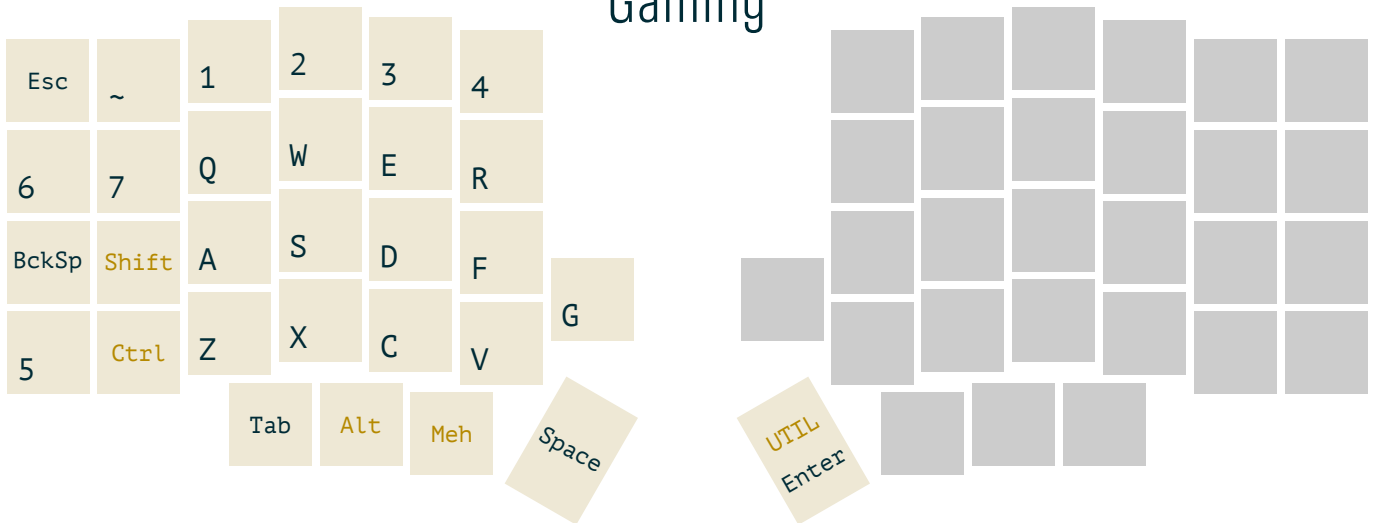 Gaming
Esc ~ 1 2 3 4
6 7 Q W E R
BckSp Shift A S D F
5 Ctrl Z X C V G
Tab Alt Meh Space
UTIL
Enter